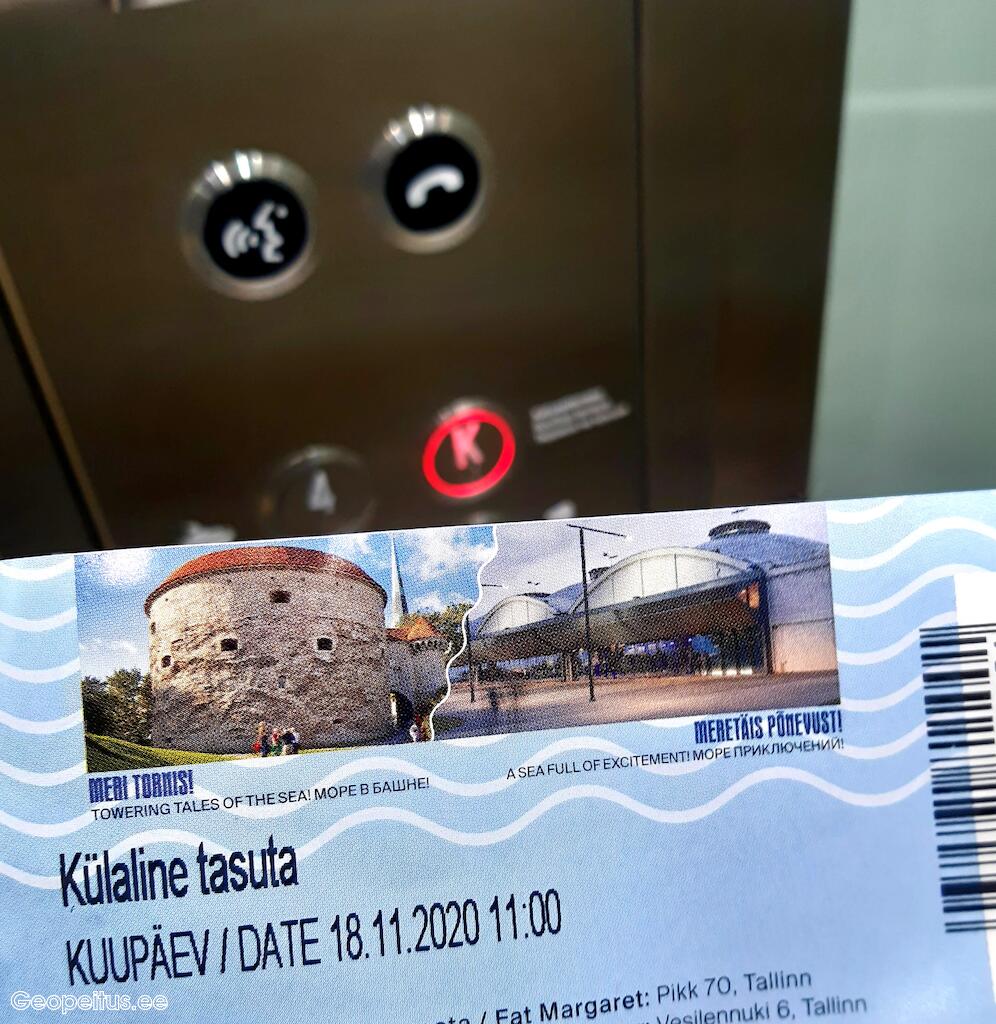 K
4
MERI TORNIS!
TOWERING TALES OF THE SEA! МОРЕ В БАШНЕ!
MERETÄIS PÕNEVUST!
A SEA FULL OF EXCITEMENT! МОРЕ ПРИКЛЮЧЕНИЙ!
Külaline tasuta
KUUPÄEV / DATE 18.11.2020 11:00
/ Fat Margaret: Pikk 70, Tallinn
Vesilennuki 6, Tallinn
Geopeitus.ee